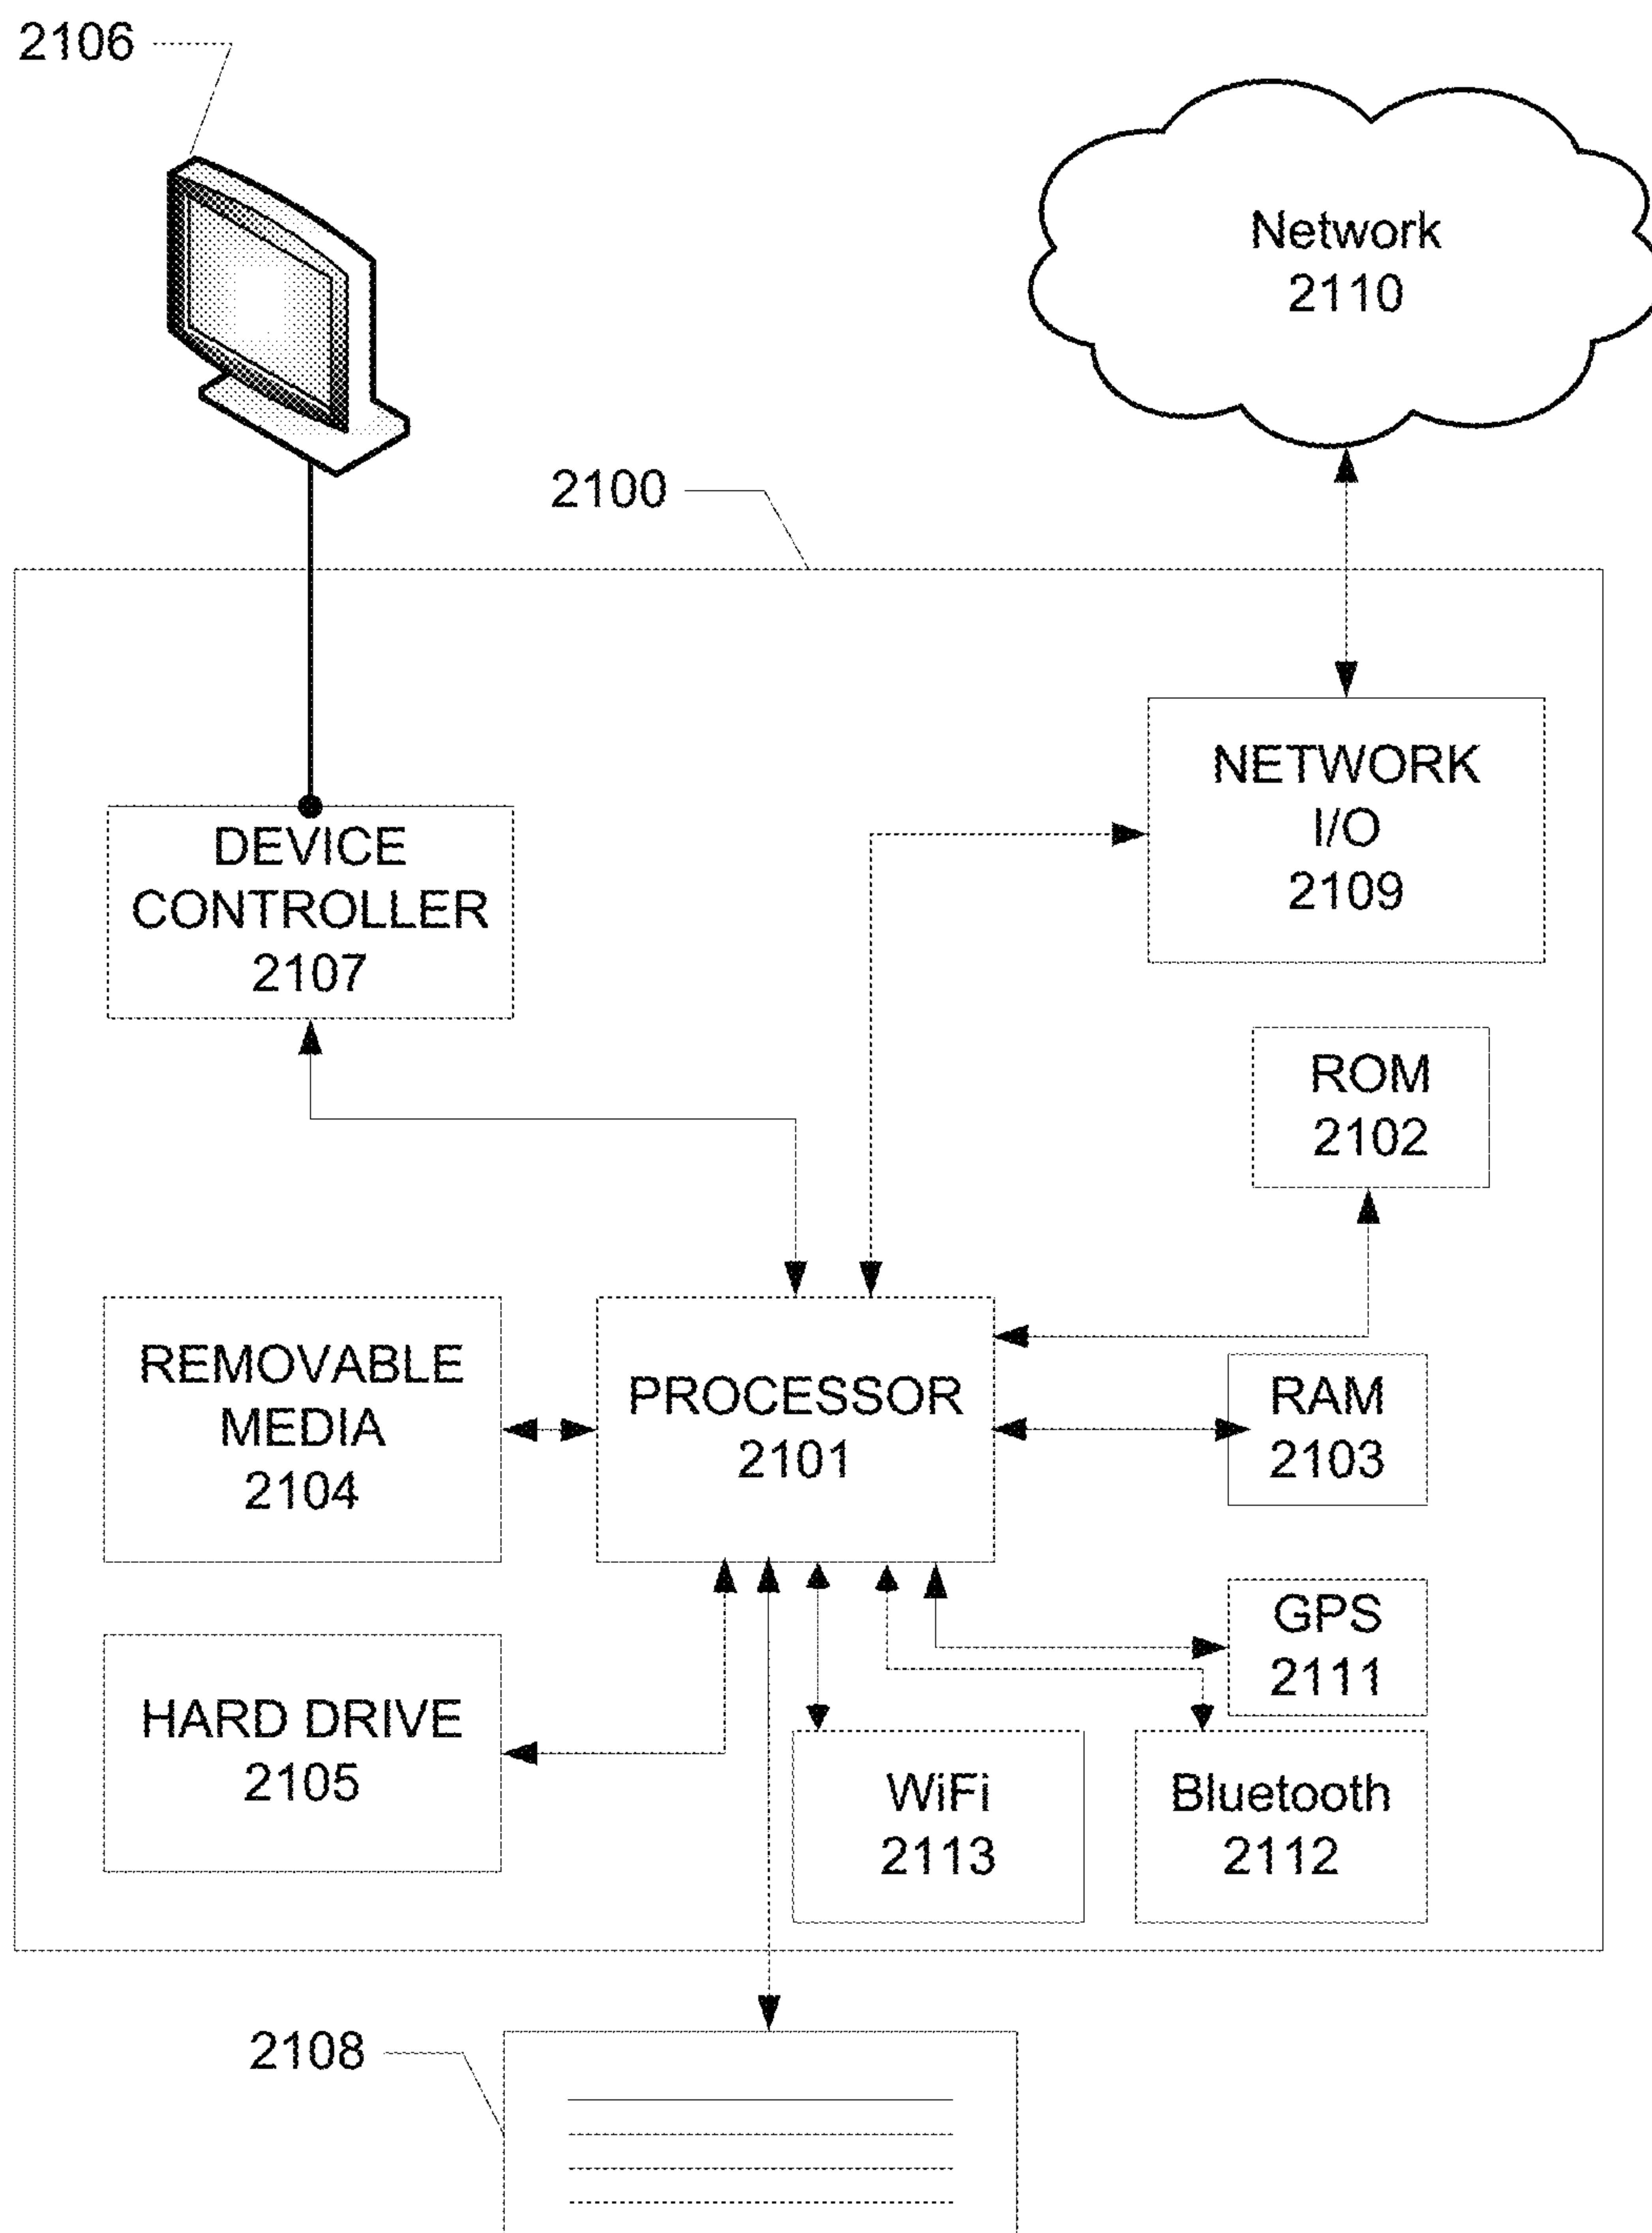 2106
Network
2110
2100
NETWORK
I/O
2109
DEVICE
CONTROLLER
2107
ROM
2102
REMOVABLE
MEDIA
2104
PROCESSOR
2101
RAM
2103
GPS
2111
HARD DRIVE
2105
WiFi
2113
Bluetooth
2112
2108